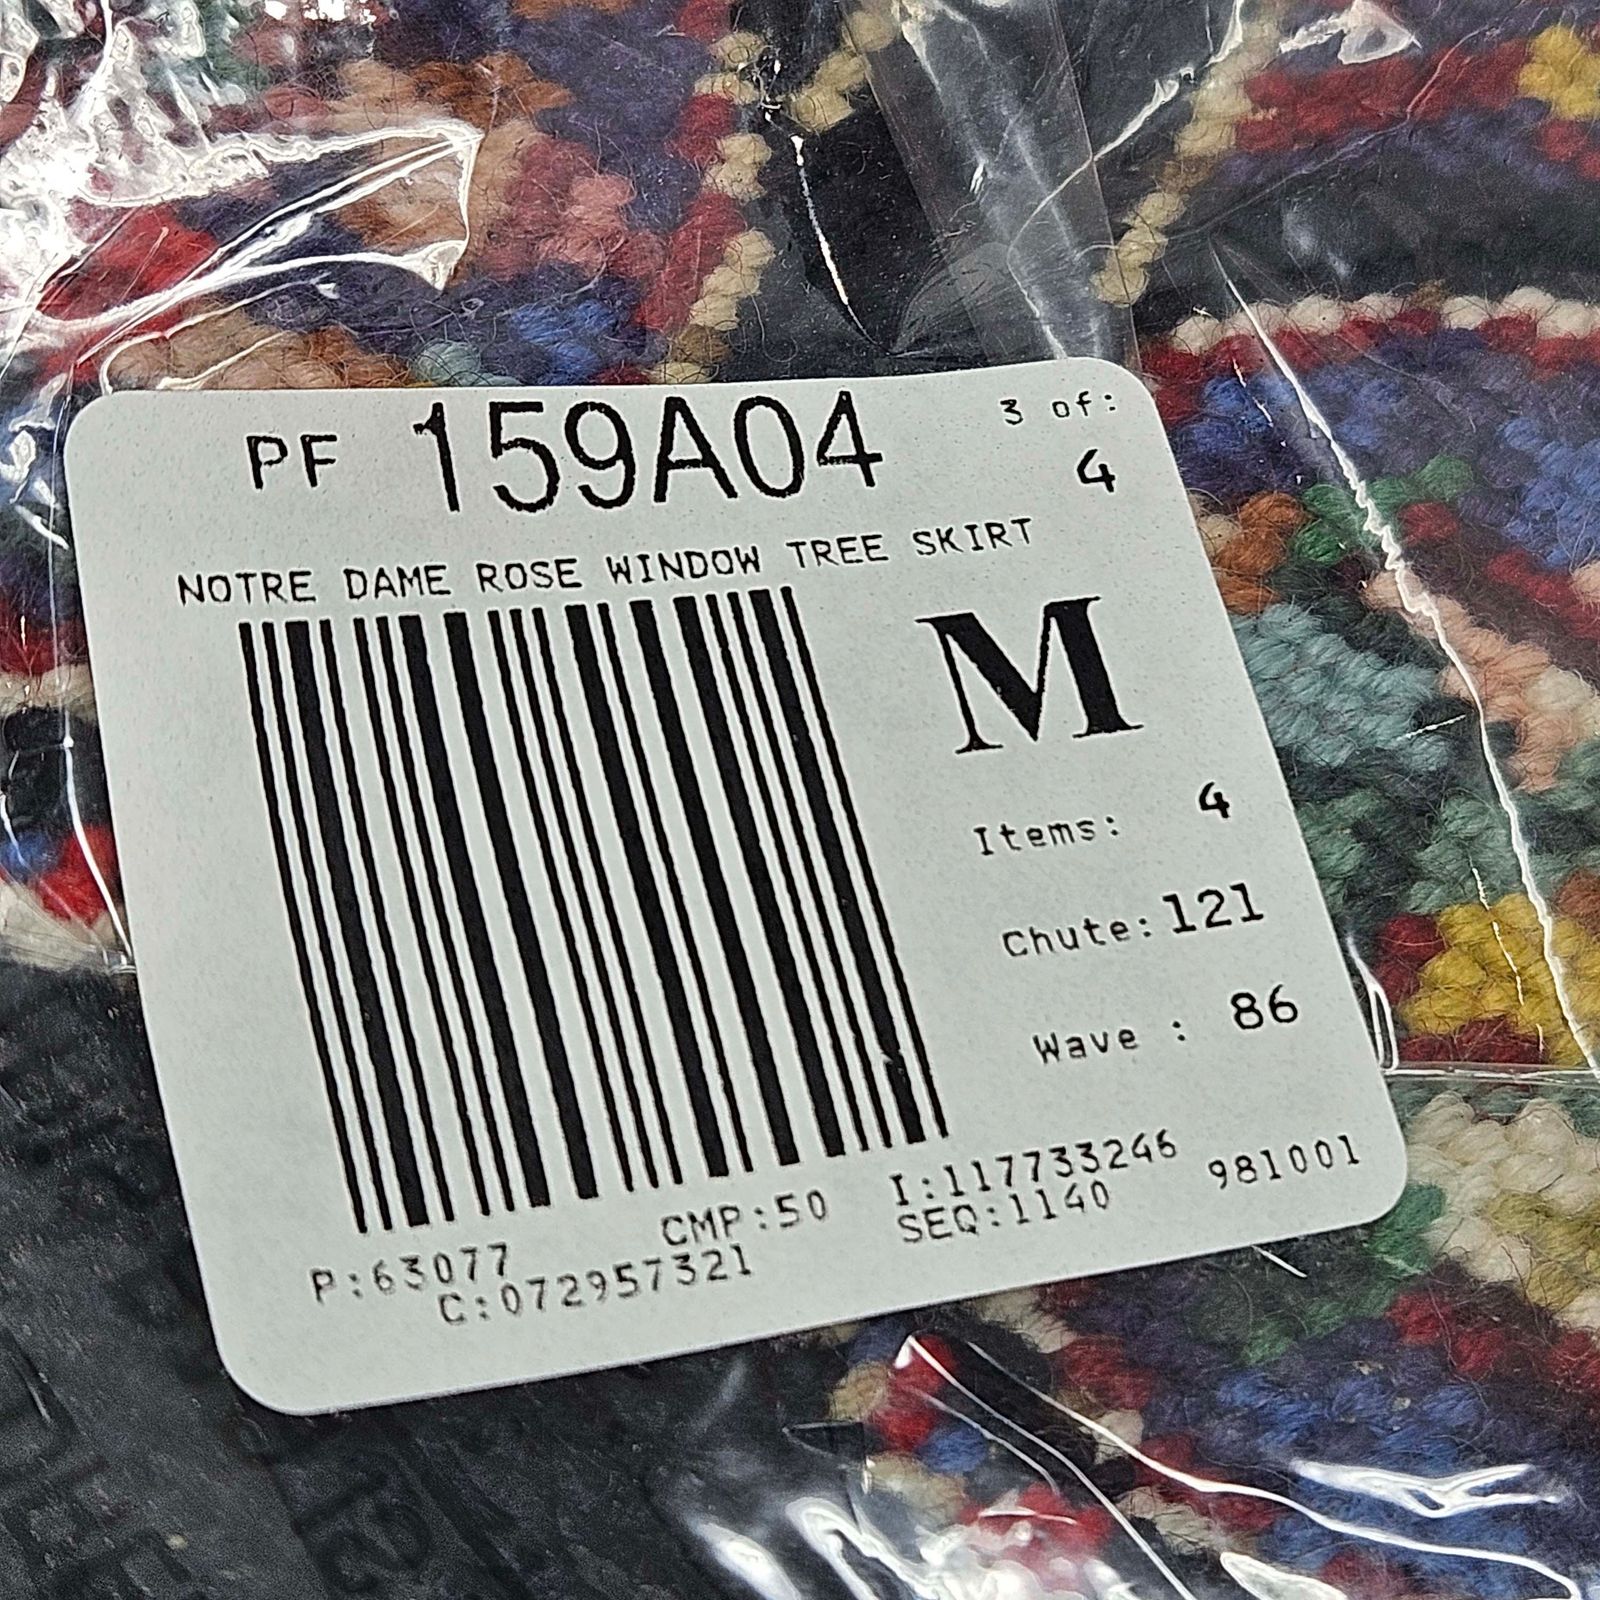 PF 159A04 3 of:
4
NOTRE DAME ROSE WINDOW TREE SKIRT
M
Items: 4
Chute: 121
Wave : 86
I:117733246 981001
CMP:50 SEQ:1140
P:63077
C:072957321